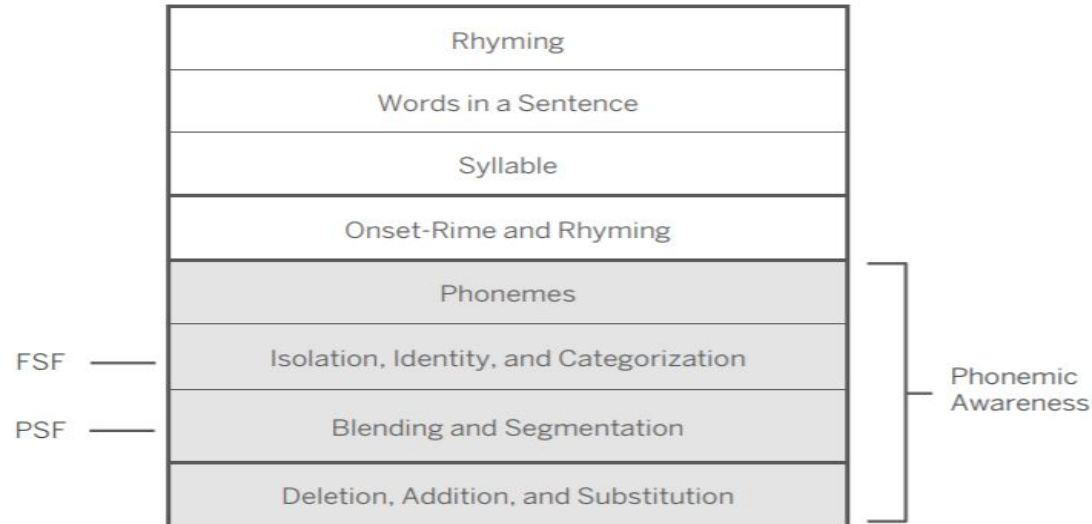 Rhyming
Words in a Sentence
Syllable
Onset-Rime and Rhyming
Phonemes
FSF
Isolation, Identity, and Categorization
PSF
Blending and Segmentation
Deletion, Addition, and Substitution
Phonemic
Awareness